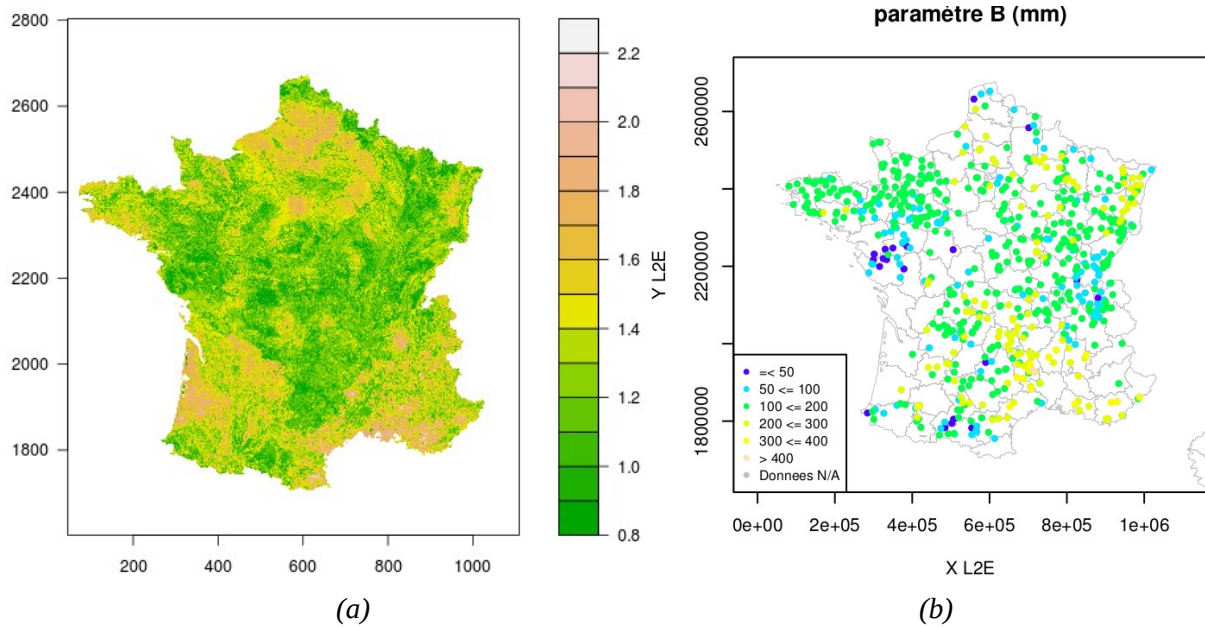 paramètre B (mm)
2800
2600
2400
2200
2000
1800
200
400
600
800
1000
2.2
2.0
1.8
1.6
1.4
1.2
1.0
0.8
Y L2E
2600000
2200000
1800000
=< 50
50 <= 100
100 <= 200
200 <= 300
300 <= 400
> 400
Donnees N/A
0e+00
2e+05
4e+05
6e+05
8e+05
1e+06
X L2E
(a)
(b)